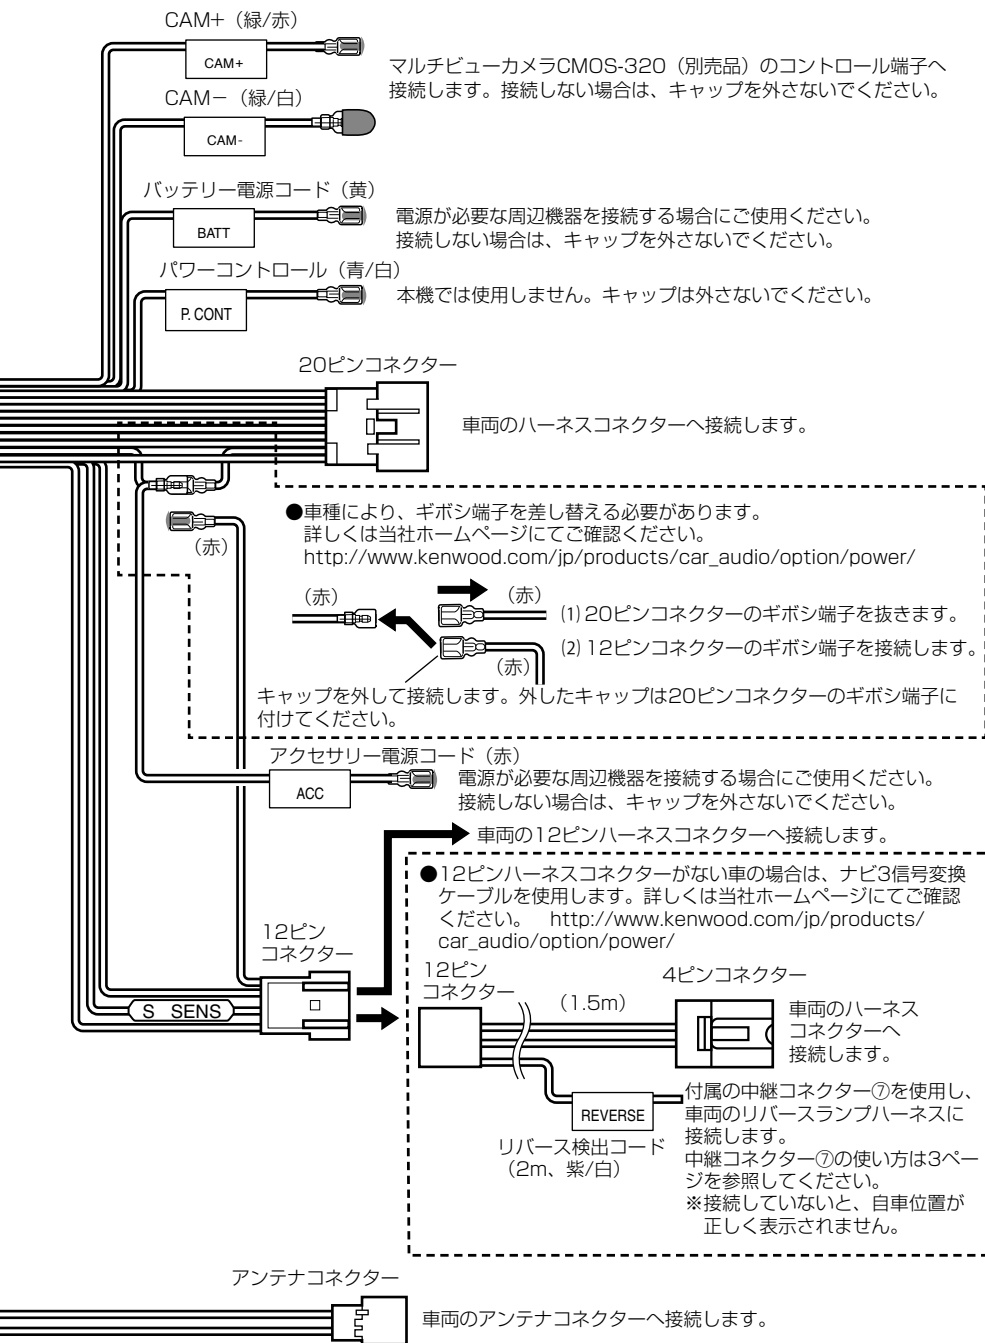 CAM+（緑/赤）
CAM+
マルチビューカメラCMOS-320（別売品）のコントロール端子へ
接続します。接続しない場合は、キャップを外さないでください。
CAM－（緑/白）
CAM-
バッテリー電源コード（黄）
BATT
電源が必要な周辺機器を接続する場合にご使用ください。
接続しない場合は、キャップを外さないでください。
パワーコントロール（青/白）
P. CONT
本機では使用しません。キャップは外さないでください。
20ピンコネクター
車両のハーネスコネクターへ接続します。
（赤）
●車種により、ギボシ端子を差し替える必要があります。
詳しくは当社ホームページにてご確認ください。
http://www.kenwood.com/jp/products/car_audio/option/power/
（赤）
（赤）
⑴ 20ピンコネクターのギボシ端子を抜きます。
⑵ 12ピンコネクターのギボシ端子を接続します。
（赤）
キャップを外して接続します。外したキャップは20ピンコネクターのギボシ端子に
付けてください。
アクセサリー電源コード（赤）
ACC
電源が必要な周辺機器を接続する場合にご使用ください。
接続しない場合は、キャップを外さないでください。
車両の12ピンハーネスコネクターへ接続します。
●12ピンハーネスコネクターがない車の場合は、ナビ3信号変換
ケーブルを使用します。詳しくは当社ホームページにてご確認
ください。 http://www.kenwood.com/jp/products/
car_audio/option/power/
12ピン
コネクター
S SENS
12ピン
コネクター
（1.5m）
4ピンコネクター
車両のハーネス
コネクターへ
接続します。
REVERSE
リバース検出コード
（2m、紫/白）
付属の中継コネクター⑦を使用し、
車両のリバースランプハーネスに
接続します。
中継コネクター⑦の使い方は3ペー
ジを参照してください。
※接続していないと、自車位置が
正しく表示されません。
アンテナコネクター
車両のアンテナコネクターへ接続します。